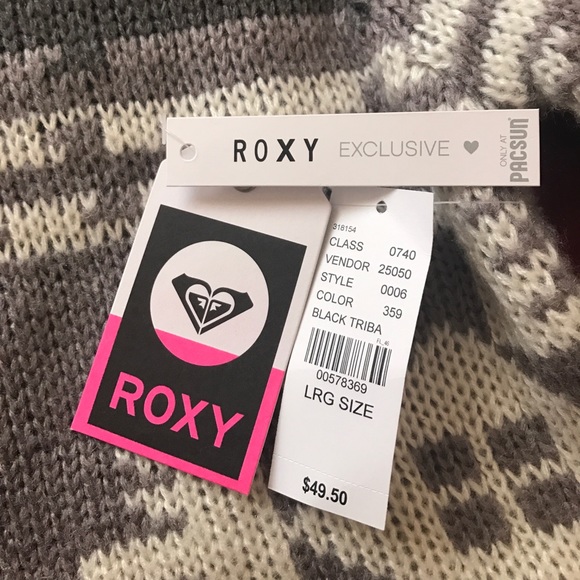 ROXY EXCLUSIVE ♥ ONLY AT PACSUN
ROXY
318154
CLASS 0740
VENDOR 25050
STYLE 0006
COLOR 359
BLACK TRIBA
00578369
LRG SIZE
$49.50